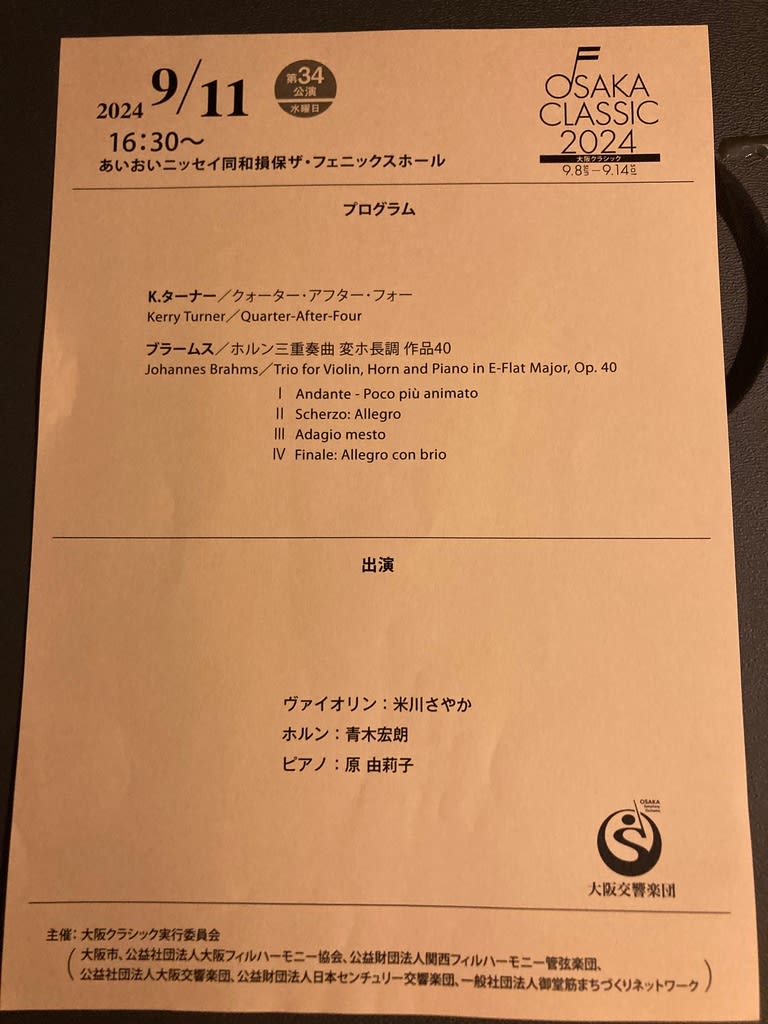 2024 9/11 第34公演 水曜日
16:30〜
あいおいニッセイ同和損保ザ・フェニックスホール
OSAKA
CLASSIC
2024
大阪クラシック
9.8 SUN – 9.14 SAT
プログラム
K.ターナー／クォーター・アフター・フォー
Kerry Turner／Quarter-After-Four
ブラームス／ホルン三重奏曲 変ホ長調 作品40
Johannes Brahms／Trio for Violin, Horn and Piano in E-Flat Major, Op. 40
Ⅰ Andante - Poco più animato
Ⅱ Scherzo: Allegro
Ⅲ Adagio mesto
Ⅳ Finale: Allegro con brio
出演
ヴァイオリン：米川さやか
ホルン：青木宏朗
ピアノ：原 由莉子
OSAKA
Symphony
Orchestra
大阪交響楽団
主催：大阪クラシック実行委員会
（大阪市、公益社団法人大阪フィルハーモニー協会、公益財団法人関西フィルハーモニー管弦楽団、
公益社団法人大阪交響楽団、公益財団法人日本センチュリー交響楽団、一般社団法人御堂筋まちづくりネットワーク）